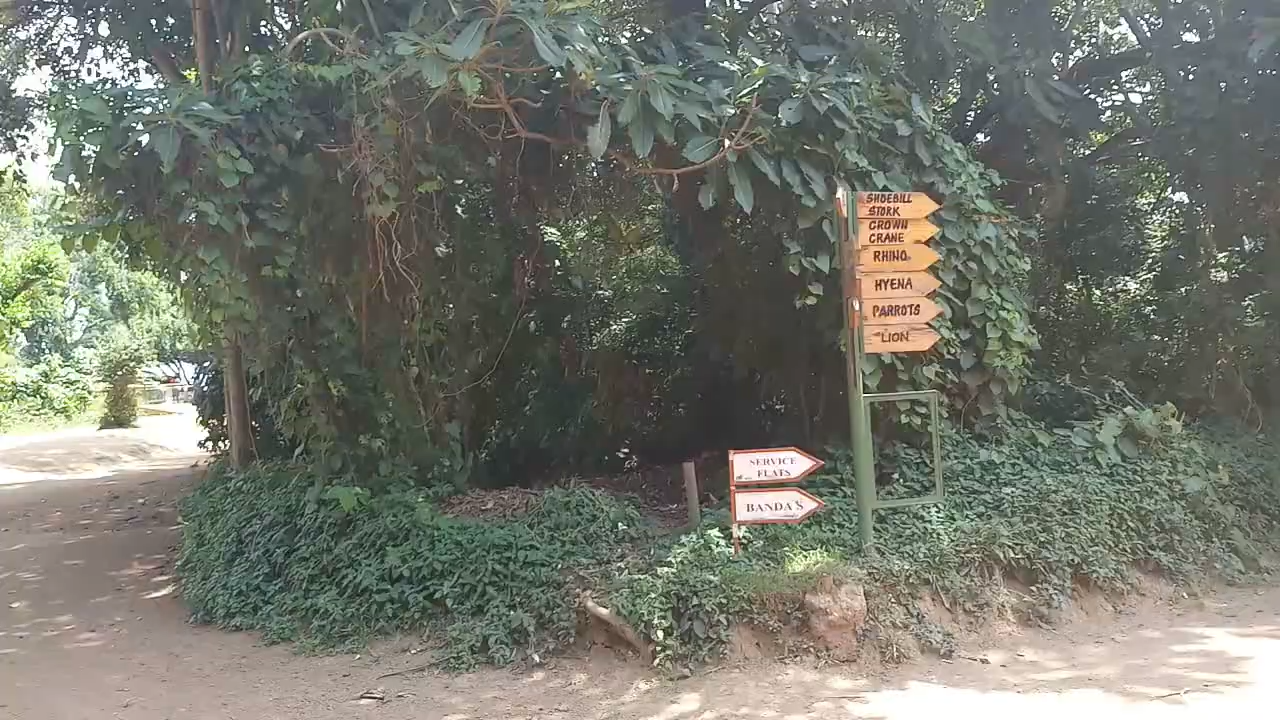 SHOEBILL
STORK
CROWN
CRANE
RHINO
HYENA
PARROTS
LION
SERVICE
FLATS
BANDA'S